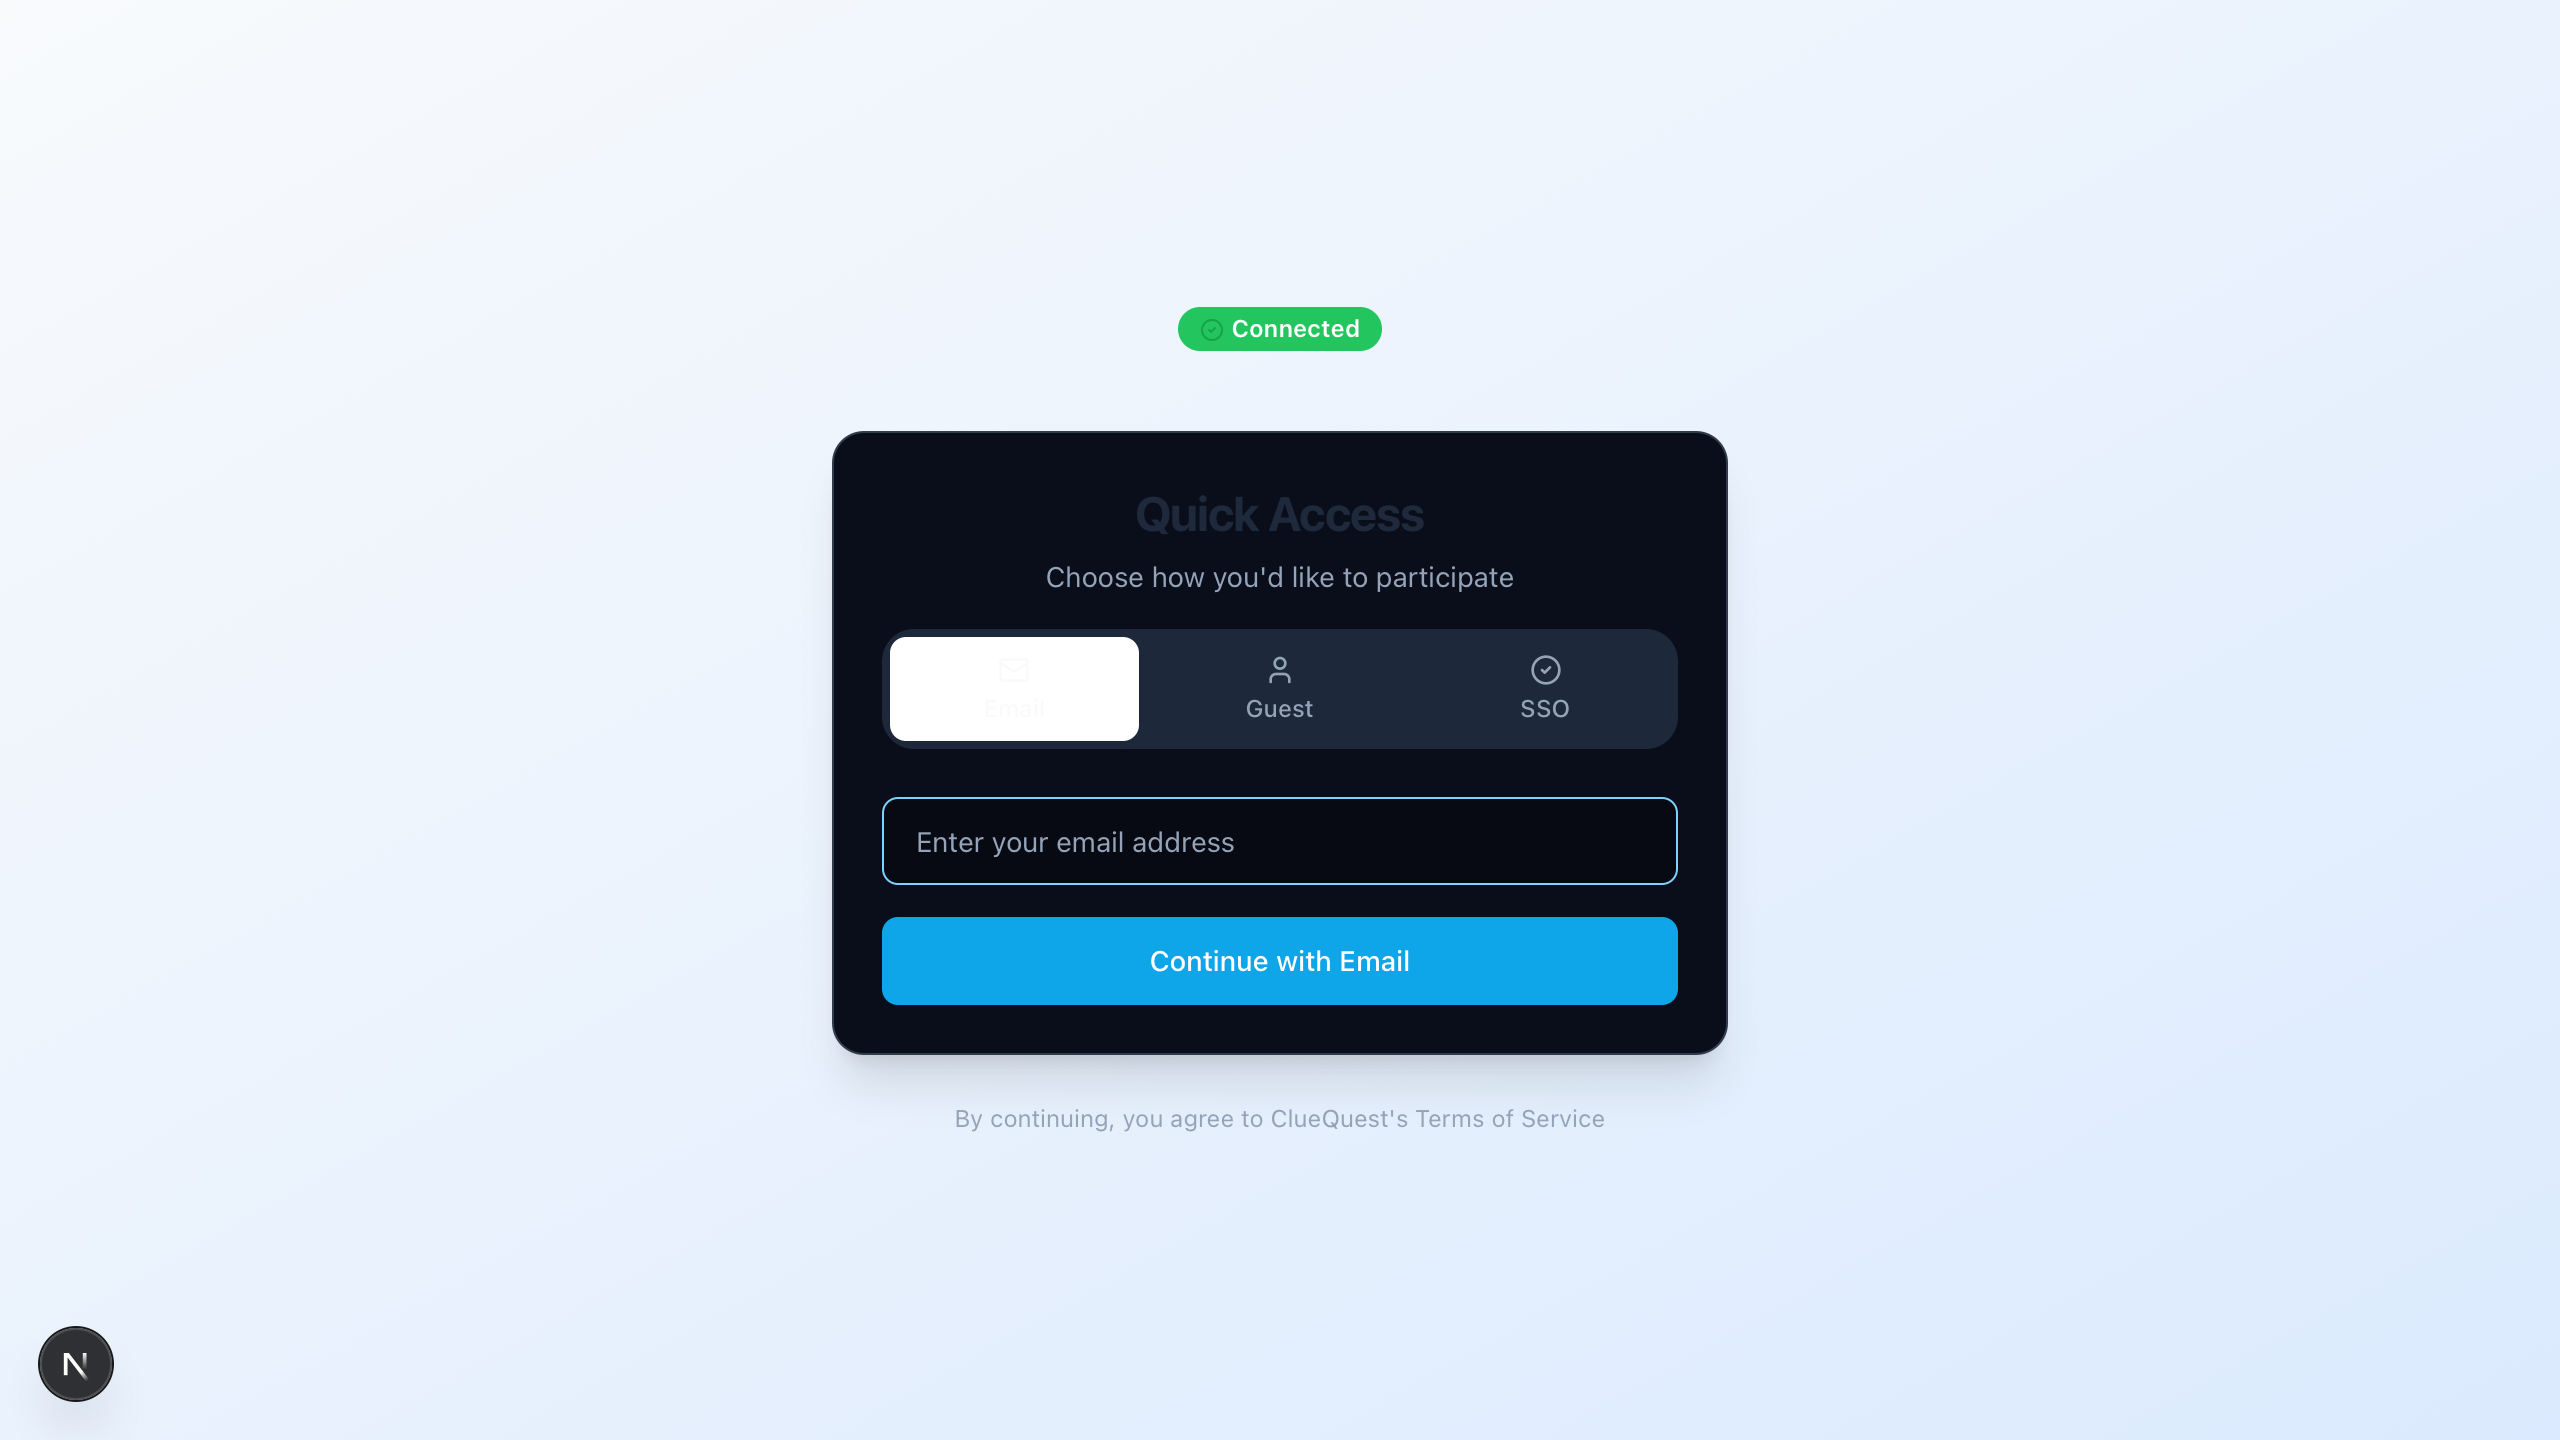 Connected
Quick Access
Choose how you'd like to participate
Email
Guest
SSO
Enter your email address
Continue with Email
By continuing, you agree to ClueQuest's Terms of Service
N